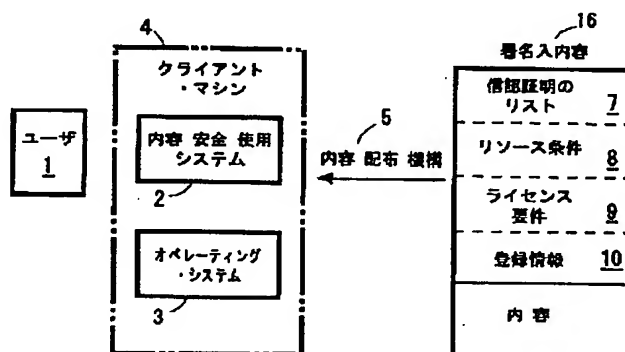 4
クライアント
・マシン
ユーザ
1
内容 安全 使用
システム
2
オペレーティング
・システム
3
5
内容 配布 機構
16
署名入内容
信認証明の
リスト
7
リソース条件
8
ライセンス
要件
9
登録情報
10
内容